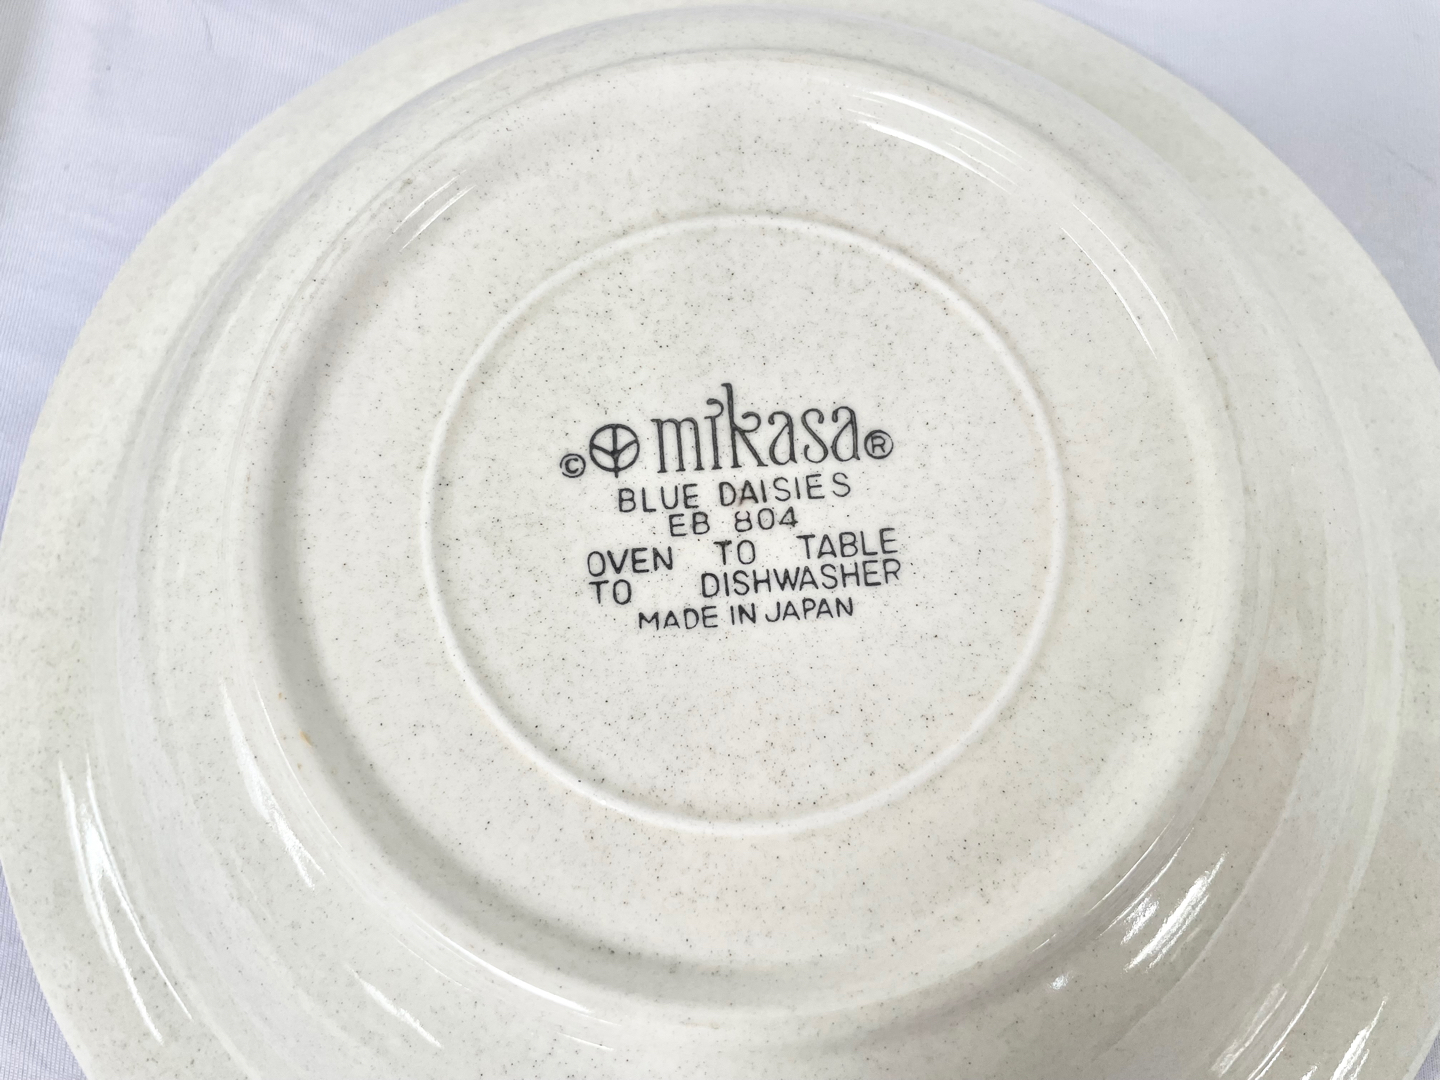 © mikasa ®
BLUE DAISIES
EB 804
OVEN TO TABLE
TO DISHWASHER
MADE IN JAPAN